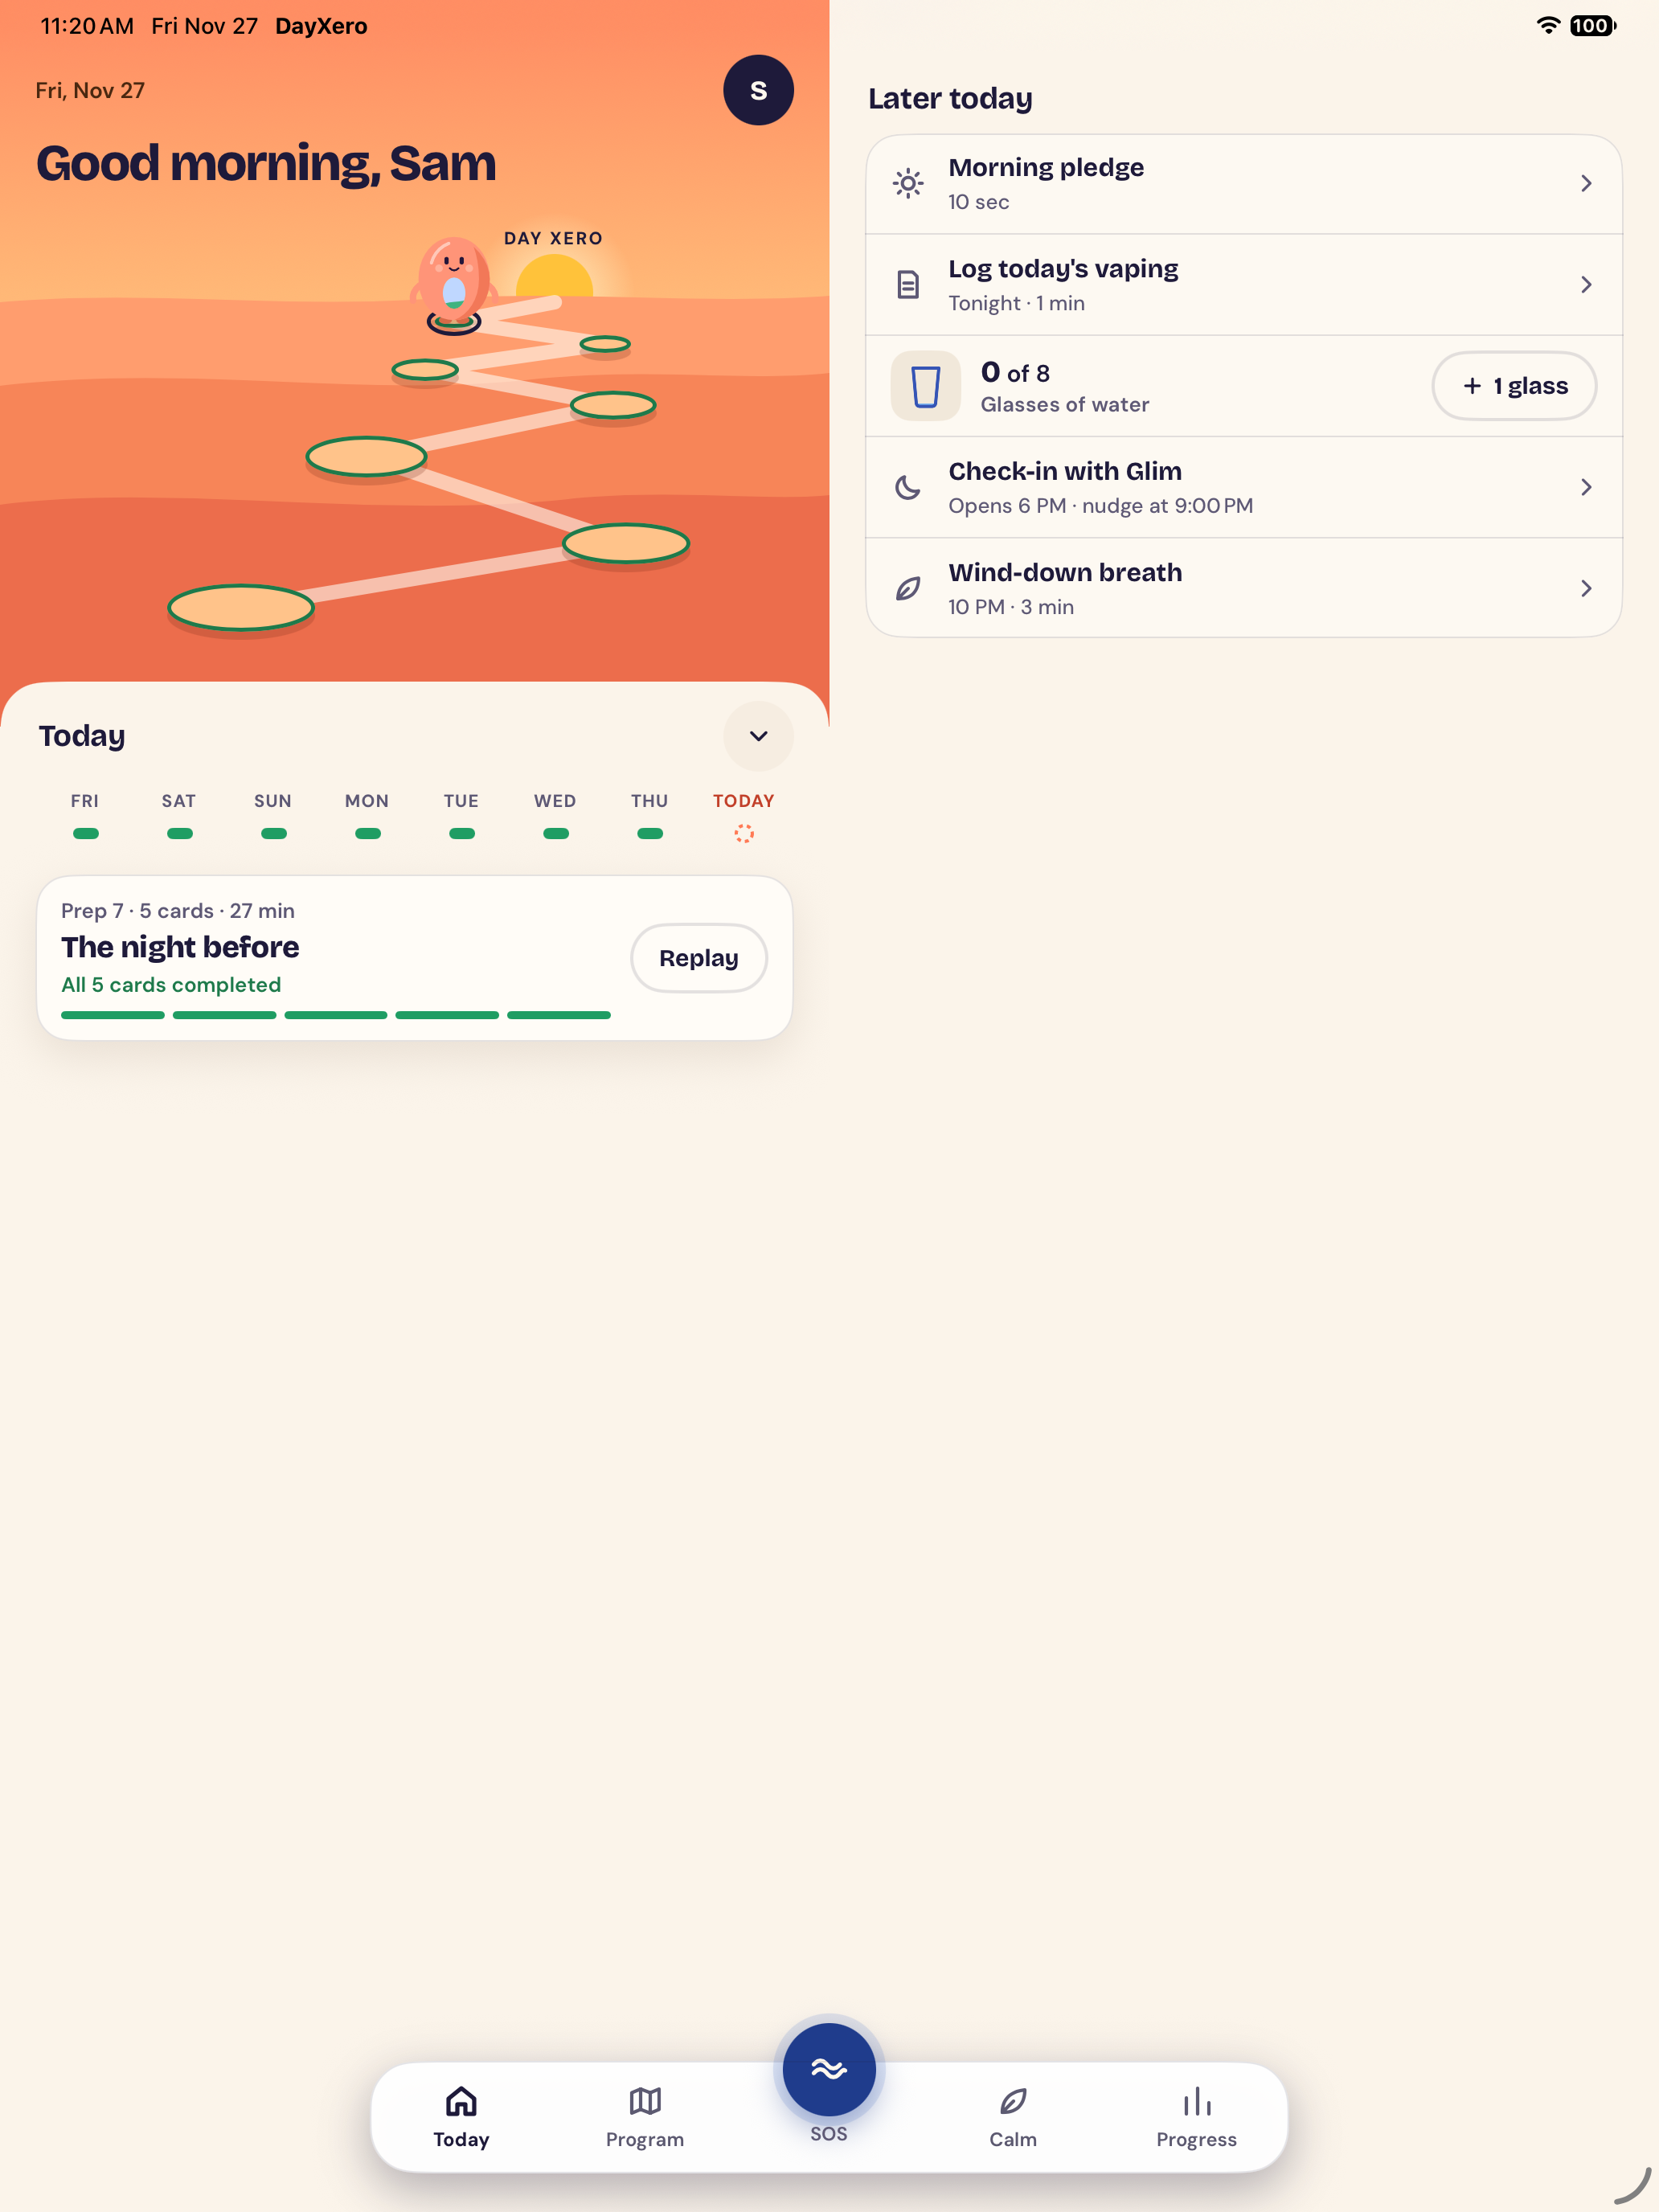 11:20 AM Fri Nov 27 DayXero
100
Fri, Nov 27
S
Good morning, Sam
DAY XERO
Today
FRI SAT SUN MON TUE WED THU TODAY
Prep 7 · 5 cards · 27 min
The night before
All 5 cards completed
Replay
Later today
Morning pledge
10 sec
Log today's vaping
Tonight · 1 min
0 of 8
Glasses of water
+ 1 glass
Check-in with Glim
Opens 6 PM · nudge at 9:00 PM
Wind-down breath
10 PM · 3 min
Today
Program
SOS
Calm
Progress